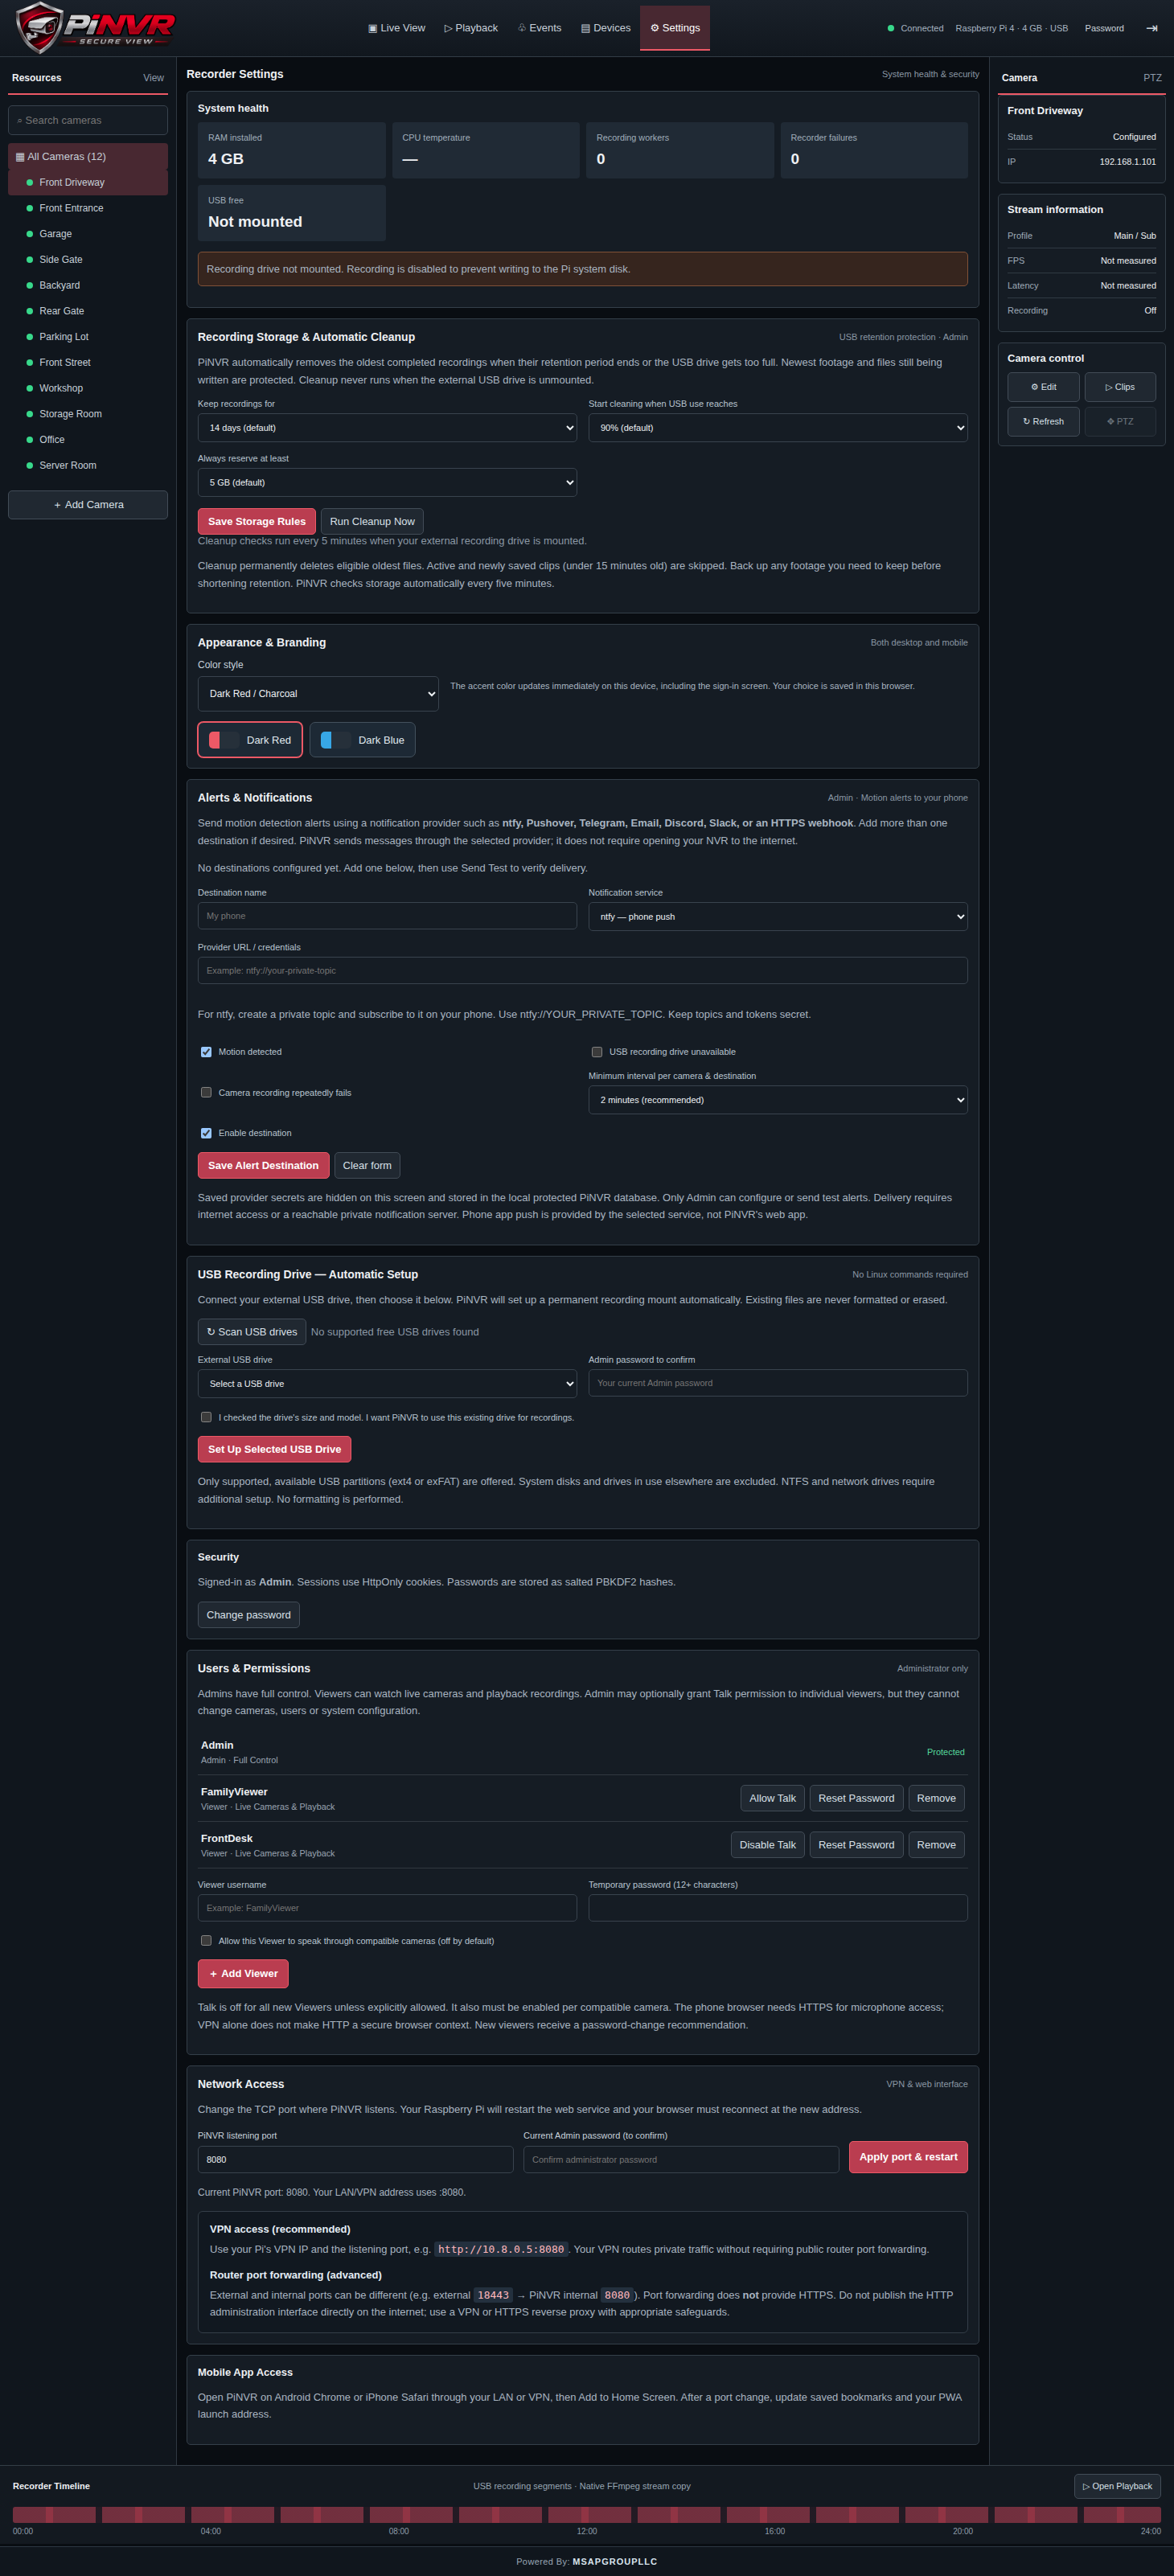 PiNVR
SECURE VIEW
▣ Live View
▷ Playback
♧ Events
▤ Devices
⚙ Settings
Connected
Raspberry Pi 4 · 4 GB · USB
Password
⇥
Resources
View
⌕ Search cameras
▦ All Cameras (12)
Front Driveway
Front Entrance
Garage
Side Gate
Backyard
Rear Gate
Parking Lot
Front Street
Workshop
Storage Room
Office
Server Room
＋ Add Camera
Recorder Settings
System health & security
System health
RAM installed
4 GB
CPU temperature
—
Recording workers
0
Recorder failures
0
USB free
Not mounted
Recording drive not mounted. Recording is disabled to prevent writing to the Pi system disk.
Recording Storage & Automatic Cleanup
USB retention protection · Admin
PiNVR automatically removes the oldest completed recordings when their retention period ends or the USB drive gets too full. Newest footage and files still being
written are protected. Cleanup never runs when the external USB drive is unmounted.
Keep recordings for
Start cleaning when USB use reaches
14 days (default)
90% (default)
Always reserve at least
5 GB (default)
Save Storage Rules
Run Cleanup Now
Cleanup checks run every 5 minutes when your external recording drive is mounted.
Cleanup permanently deletes eligible oldest files. Active and newly saved clips (under 15 minutes old) are skipped. Back up any footage you need to keep before
shortening retention. PiNVR checks storage automatically every five minutes.
Appearance & Branding
Both desktop and mobile
Color style
Dark Red / Charcoal
The accent color updates immediately on this device, including the sign-in screen. Your choice is saved in this browser.
Dark Red
Dark Blue
Alerts & Notifications
Admin · Motion alerts to your phone
Send motion detection alerts using a notification provider such as ntfy, Pushover, Telegram, Email, Discord, Slack, or an HTTPS webhook. Add more than one
destination if desired. PiNVR sends messages through the selected provider; it does not require opening your NVR to the internet.
No destinations configured yet. Add one below, then use Send Test to verify delivery.
Destination name
Notification service
My phone
ntfy — phone push
Provider URL / credentials
Example: ntfy://your-private-topic
For ntfy, create a private topic and subscribe to it on your phone. Use ntfy://YOUR_PRIVATE_TOPIC. Keep topics and tokens secret.
Motion detected
USB recording drive unavailable
Camera recording repeatedly fails
Minimum interval per camera & destination
2 minutes (recommended)
Enable destination
Save Alert Destination
Clear form
Saved provider secrets are hidden on this screen and stored in the local protected PiNVR database. Only Admin can configure or send test alerts. Delivery requires
internet access or a reachable private notification server. Phone app push is provided by the selected service, not PiNVR's web app.
USB Recording Drive — Automatic Setup
No Linux commands required
Connect your external USB drive, then choose it below. PiNVR will set up a permanent recording mount automatically. Existing files are never formatted or erased.
↻ Scan USB drives
No supported free USB drives found
External USB drive
Admin password to confirm
Select a USB drive
Your current Admin password
I checked the drive's size and model. I want PiNVR to use this existing drive for recordings.
Set Up Selected USB Drive
Only supported, available USB partitions (ext4 or exFAT) are offered. System disks and drives in use elsewhere are excluded. NTFS and network drives require
additional setup. No formatting is performed.
Security
Signed-in as Admin. Sessions use HttpOnly cookies. Passwords are stored as salted PBKDF2 hashes.
Change password
Users & Permissions
Administrator only
Admins have full control. Viewers can watch live cameras and playback recordings. Admin may optionally grant Talk permission to individual viewers, but they cannot
change cameras, users or system configuration.
Admin
Admin · Full Control
Protected
FamilyViewer
Viewer · Live Cameras & Playback
Allow Talk
Reset Password
Remove
FrontDesk
Viewer · Live Cameras & Playback
Disable Talk
Reset Password
Remove
Viewer username
Temporary password (12+ characters)
Example: FamilyViewer
Allow this Viewer to speak through compatible cameras (off by default)
＋ Add Viewer
Talk is off for all new Viewers unless explicitly allowed. It also must be enabled per compatible camera. The phone browser needs HTTPS for microphone access;
VPN alone does not make HTTP a secure browser context. New viewers receive a password-change recommendation.
Network Access
VPN & web interface
Change the TCP port where PiNVR listens. Your Raspberry Pi will restart the web service and your browser must reconnect at the new address.
PiNVR listening port
Current Admin password (to confirm)
8080
Confirm administrator password
Apply port & restart
Current PiNVR port: 8080. Your LAN/VPN address uses :8080.
VPN access (recommended)
Use your Pi's VPN IP and the listening port, e.g. http://10.8.0.5:8080. Your VPN routes private traffic without requiring public router port forwarding.
Router port forwarding (advanced)
External and internal ports can be different (e.g. external 18443 → PiNVR internal 8080). Port forwarding does not provide HTTPS. Do not publish the HTTP
administration interface directly on the internet; use a VPN or HTTPS reverse proxy with appropriate safeguards.
Mobile App Access
Open PiNVR on Android Chrome or iPhone Safari through your LAN or VPN, then Add to Home Screen. After a port change, update saved bookmarks and your PWA
launch address.
Camera
PTZ
Front Driveway
Status
Configured
IP
192.168.1.101
Stream information
Profile
Main / Sub
FPS
Not measured
Latency
Not measured
Recording
Off
Camera control
⚙ Edit
▷ Clips
↻ Refresh
✥ PTZ
Recorder Timeline
USB recording segments · Native FFmpeg stream copy
▷ Open Playback
00:00
04:00
08:00
12:00
16:00
20:00
24:00
Powered By: MSAPGROUPLLC